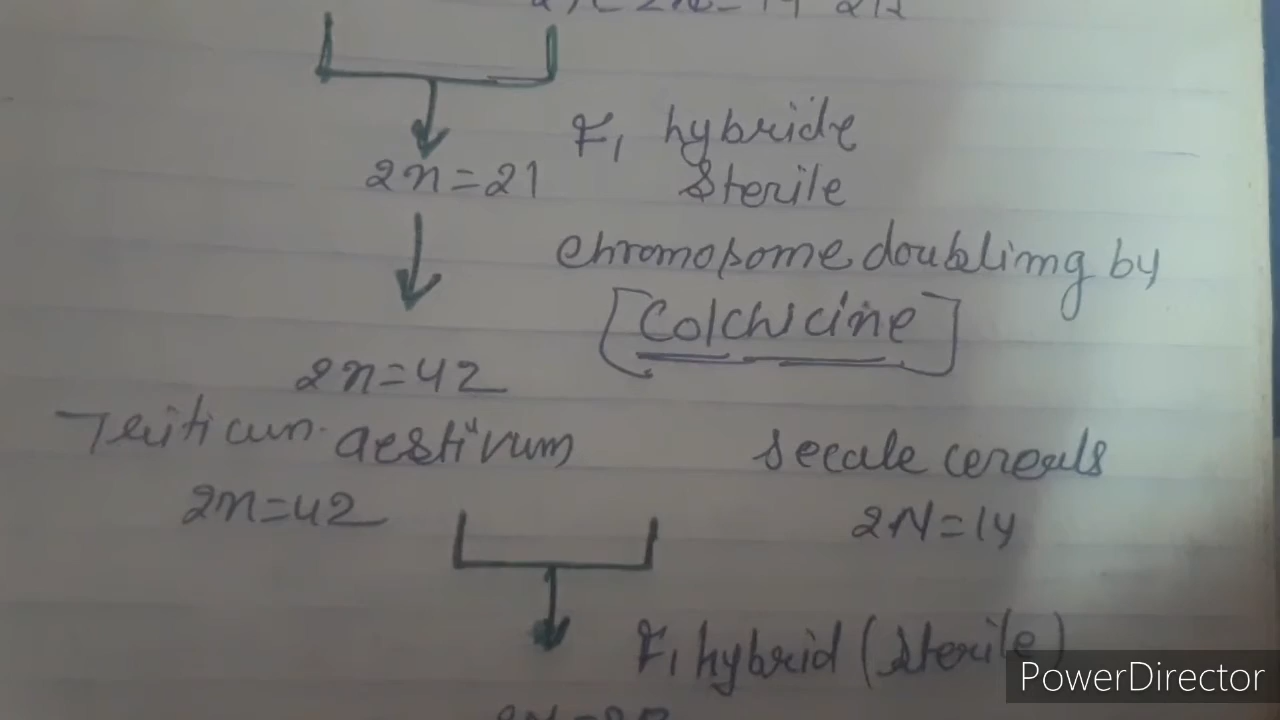 F1 hybride
2n=21 Sterile
chromosome doubling by
[Colchicine]
2n=42
Triticum. aestivum Secale cereals
2n=42 2N=14
F1 hybrid (Sterile)
PowerDirector